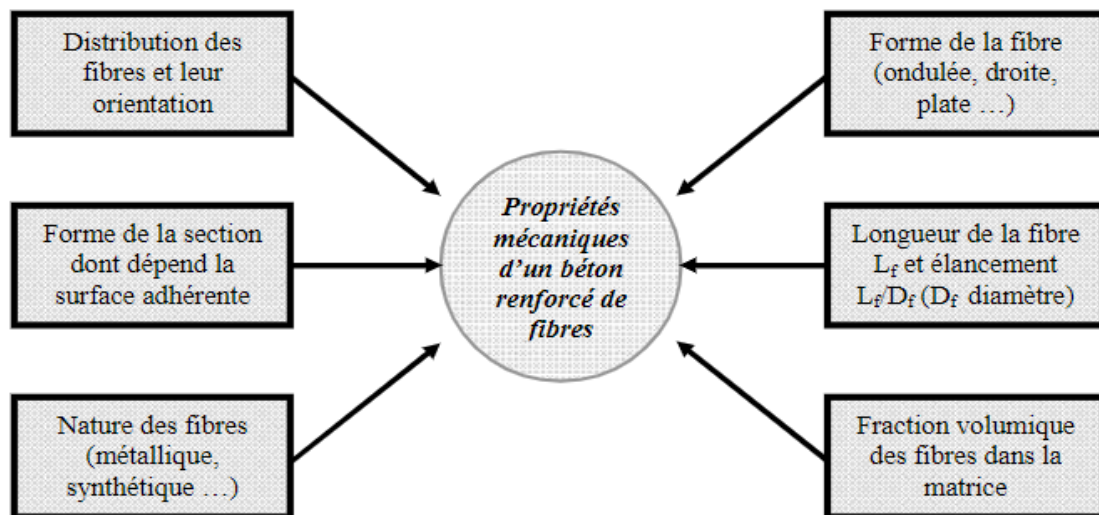 Distribution des
fibres et leur
orientation
Forme de la section
dont dépend la
surface adhérente
Nature des fibres
(métallique,
synthétique …)
Propriétés
mécaniques
d’un béton
renforcé de
fibres
Forme de la fibre
(ondulée, droite,
plate …)
Longueur de la fibre
Lf et élancement
Lf/Df (Df diamètre)
Fraction volumique
des fibres dans la
matrice